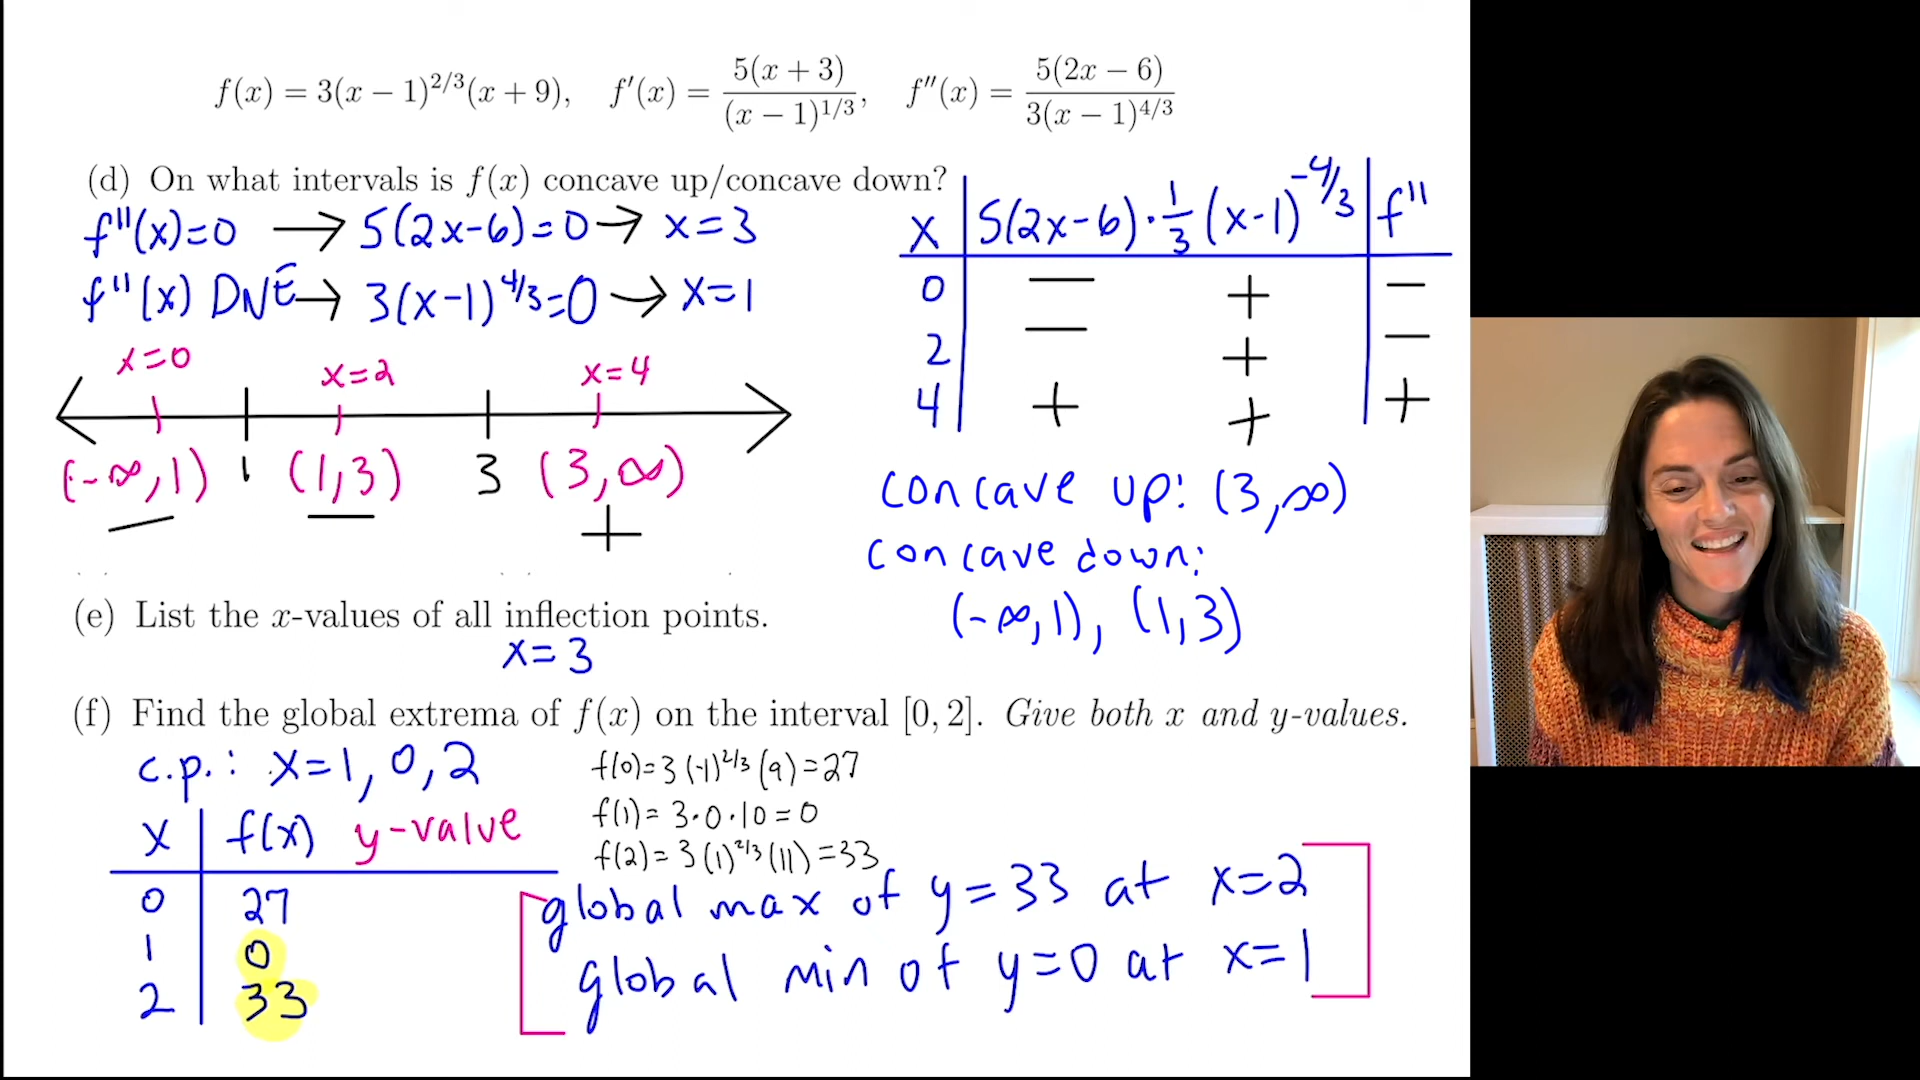 f(x) = 3(x − 1)^{2/3}(x + 9), f′(x) = \frac{5(x + 3)}{(x − 1)^{1/3}}, f″(x) = \frac{5(2x − 6)}{3(x − 1)^{4/3}}
(d) On what intervals is f(x) concave up/concave down?
f"(x)=0 → 5(2x-6)=0 → x=3
f"(x) DNE → 3(x-1)^{4/3}=0 → x=1
x=0 x=2 x=4
(-∞,1) 1 (1,3) 3 (3,∞)
— — +
x | 5(2x-6)·\frac{1}{3}(x-1)^{-4/3} | f"
0 | — + | —
2 | — + | —
4 | + + | +
concave up: (3,∞)
concave down:
(-∞,1), (1,3)
(e) List the x-values of all inflection points.
x=3
(f) Find the global extrema of f(x) on the interval [0, 2]. Give both x and y-values.
c.p.: x=1, 0, 2
x | f(x) y-value
0 | 27
1 | 0
2 | 33
f(0)=3(-1)^{2/3}(9)=27
f(1)=3·0·10=0
f(2)=3(1)^{2/3}(11)=33
global max of y=33 at x=2
global min of y=0 at x=1